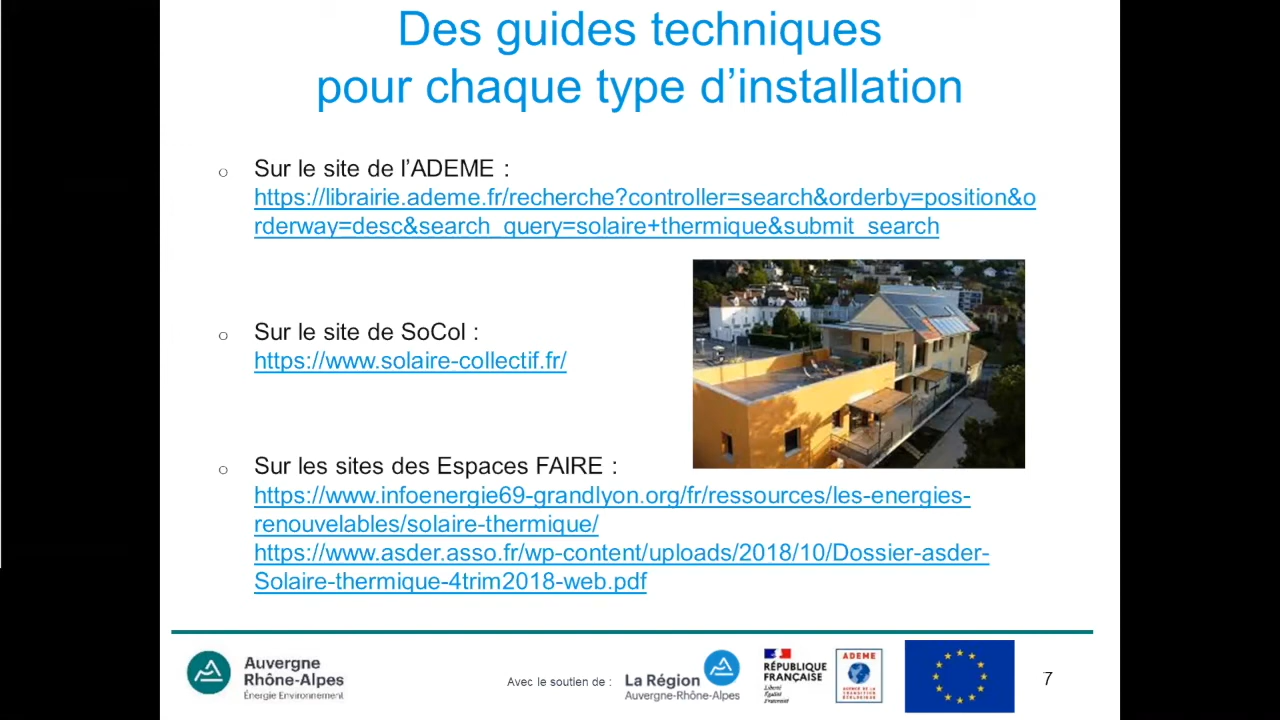 Des guides techniques
pour chaque type d’installation
Sur le site de l’ADEME :
https://librairie.ademe.fr/recherche?controller=search&orderby=position&o
rderway=desc&search_query=solaire+thermique&submit_search
Sur le site de SoCol :
https://www.solaire-collectif.fr/
Sur les sites des Espaces FAIRE :
https://www.infoenergie69-grandlyon.org/fr/ressources/les-energies-
renouvelables/solaire-thermique/
https://www.asder.asso.fr/wp-content/uploads/2018/10/Dossier-asder-
Solaire-thermique-4trim2018-web.pdf
Auvergne
Rhône-Alpes
Énergie Environnement
Avec le soutien de :
La Région
Auvergne-Rhône-Alpes
RÉPUBLIQUE
FRANÇAISE
Liberté
Égalité
Fraternité
ADEME
AGENCE DE LA
TRANSITION
ÉCOLOGIQUE
7